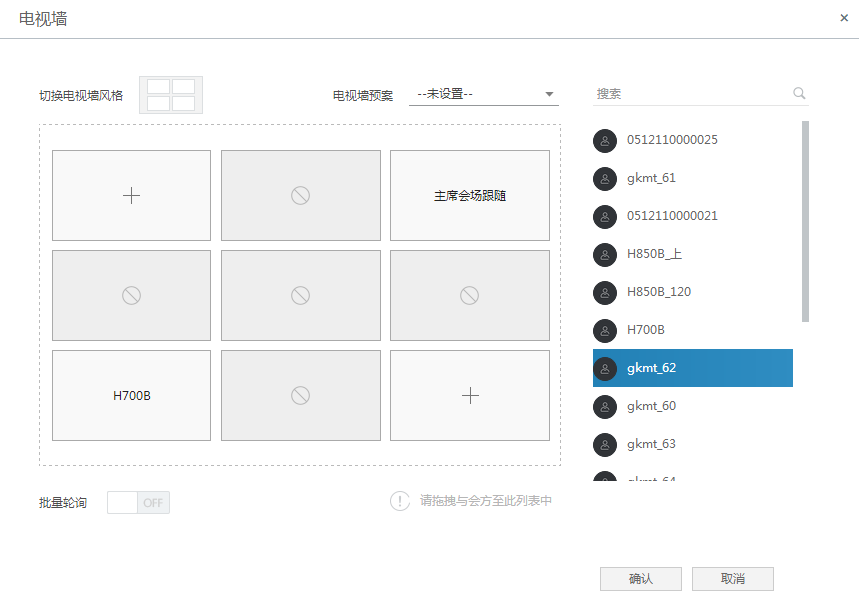 电视墙
切换电视墙风格
电视墙预案
--未设置--
搜索
主席会场跟随
H700B
0512110000025
gkmt_61
0512110000021
H850B_上
H850B_120
H700B
gkmt_62
gkmt_60
gkmt_63
gkmt_64
批量轮询
OFF
请拖拽与会方至此列表中
确认
取消